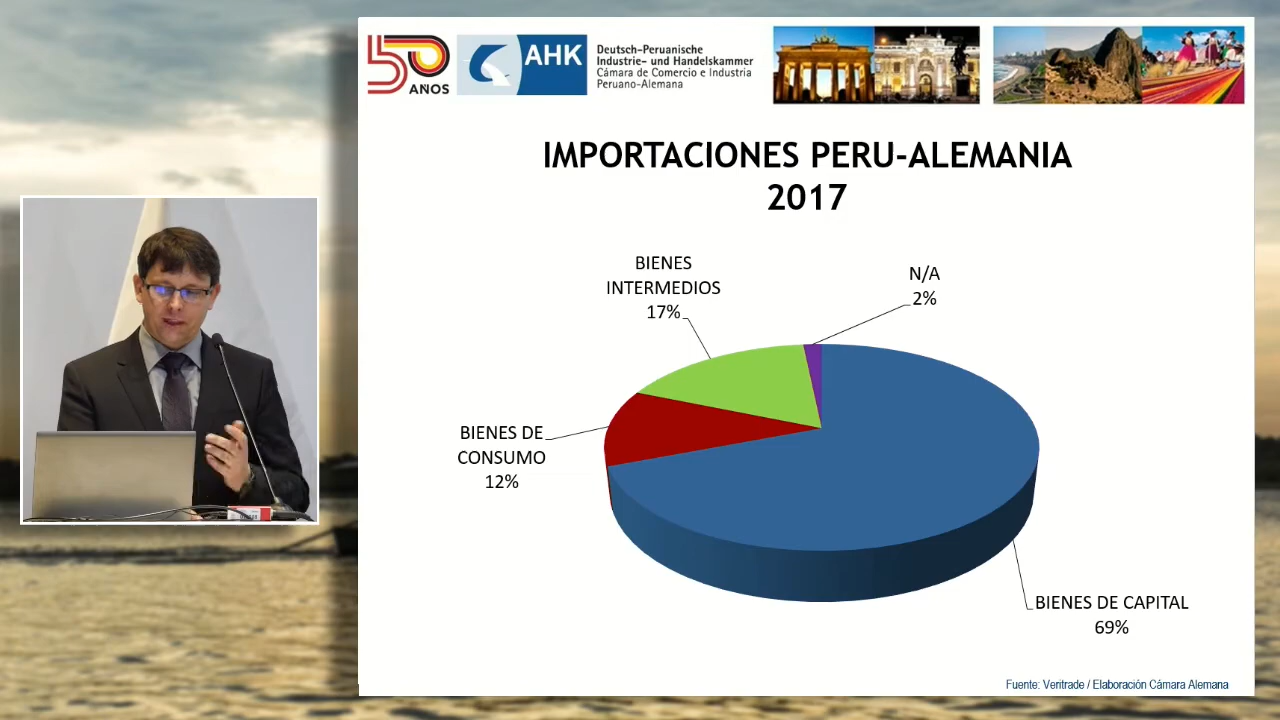 50
AÑOS
AHK
Deutsch-Peruanische
Industrie- und Handelskammer
Cámara de Comercio e Industria
Peruano-Alemana
IMPORTACIONES PERU-ALEMANIA
2017
BIENES
INTERMEDIOS
17%
N/A
2%
BIENES DE
CONSUMO
12%
BIENES DE CAPITAL
69%
Fuente: Veritrade / Elaboración Cámara Alemana